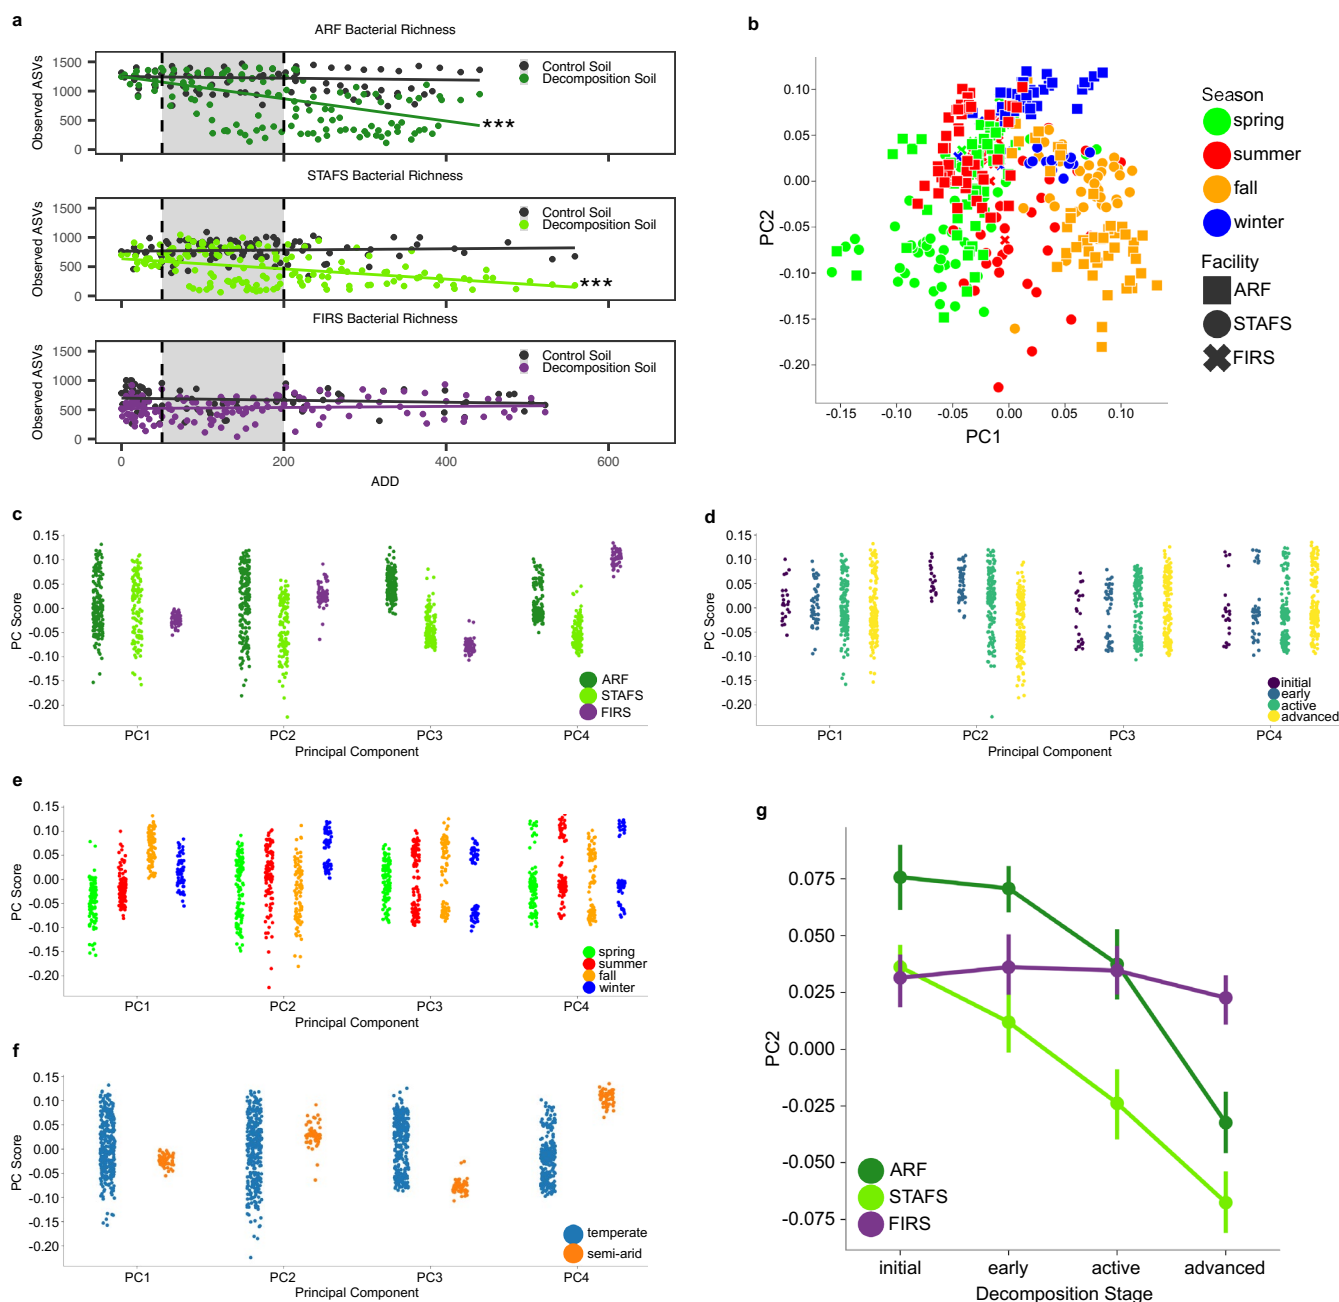 a
ARF Bacterial Richness
Observed ASVs
1500
1000
500
0
Control Soil
Decomposition Soil
***
STAFS Bacterial Richness
Observed ASVs
1500
1000
500
0
Control Soil
Decomposition Soil
***
FIRS Bacterial Richness
Observed ASVs
1500
1000
500
0
Control Soil
Decomposition Soil
0 200 400 600
ADD
b
PC2
0.10
0.05
0.00
-0.05
-0.10
-0.15
-0.20
-0.15 -0.10 -0.05 0.00 0.05 0.10
PC1
Season
spring
summer
fall
winter
Facility
ARF
STAFS
FIRS
c
PC Score
0.15
0.10
0.05
0.00
-0.05
-0.10
-0.15
-0.20
ARF
STAFS
FIRS
PC1 PC2 PC3 PC4
Principal Component
d
PC Score
0.15
0.10
0.05
0.00
-0.05
-0.10
-0.15
-0.20
initial
early
active
advanced
PC1 PC2 PC3 PC4
Principal Component
e
PC Score
0.15
0.10
0.05
0.00
-0.05
-0.10
-0.15
-0.20
spring
summer
fall
winter
PC1 PC2 PC3 PC4
Principal Component
f
PC Score
0.15
0.10
0.05
0.00
-0.05
-0.10
-0.15
-0.20
temperate
semi-arid
PC1 PC2 PC3 PC4
Principal Component
g
PC2
0.075
0.050
0.025
0.000
-0.025
-0.050
-0.075
ARF
STAFS
FIRS
initial early active advanced
Decomposition Stage